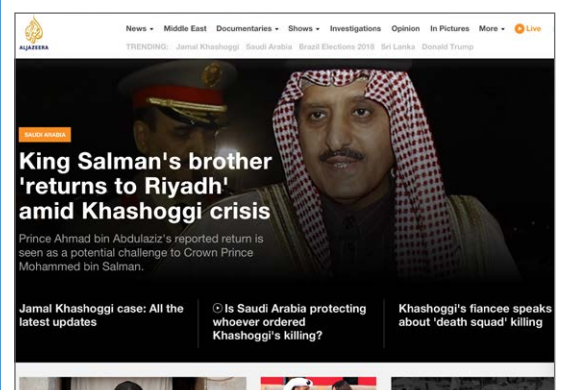 News Middle East Documentaries Shows Investigations Opinion In Pictures More Live
ALJAZEERA
TRENDING: Jamal Khashoggi Saudi Arabia Brazil Elections 2018 Sri Lanka Donald Trump
SAUDI ARABIA
King Salman's brother
'returns to Riyadh'
amid Khashoggi crisis
Prince Ahmad bin Abdulaziz's reported return is
seen as a potential challenge to Crown Prince
Mohammed bin Salman.
Jamal Khashoggi case: All the
latest updates
Is Saudi Arabia protecting
whoever ordered
Khashoggi's killing?
Khashoggi's fiancee speaks
about 'death squad' killing